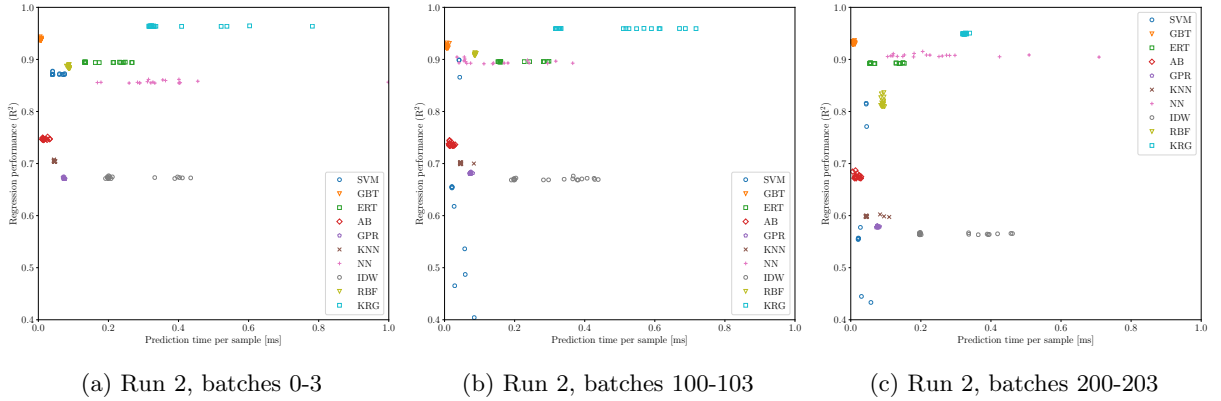 1.0
0.9
0.8
0.7
0.6
0.5
0.4
Regression performance (R²)
0.0
0.2
0.4
0.6
0.8
1.0
Prediction time per sample [ms]
SVM
GBT
ERT
AB
GPR
KNN
NN
IDW
RBF
KRG
(a) Run 2, batches 0-3
1.0
0.9
0.8
0.7
0.6
0.5
0.4
Regression performance (R²)
0.0
0.2
0.4
0.6
0.8
1.0
Prediction time per sample [ms]
SVM
GBT
ERT
AB
GPR
KNN
NN
IDW
RBF
KRG
(b) Run 2, batches 100-103
1.0
0.9
0.8
0.7
0.6
0.5
0.4
Regression performance (R²)
0.0
0.2
0.4
0.6
0.8
1.0
Prediction time per sample [ms]
SVM
GBT
ERT
AB
GPR
KNN
NN
IDW
RBF
KRG
(c) Run 2, batches 200-203